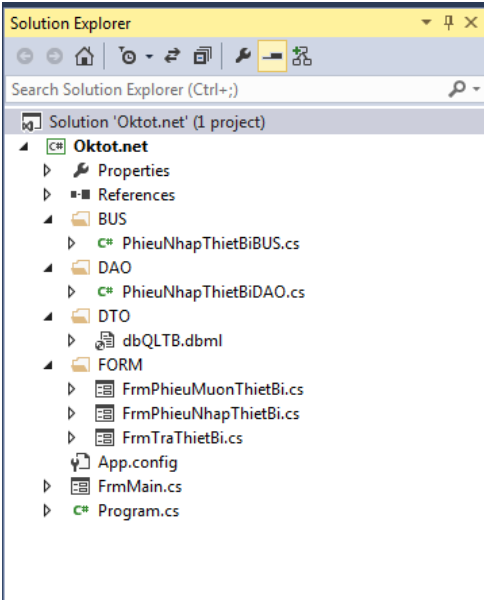 Solution Explorer
Search Solution Explorer (Ctrl+;)
Solution 'Oktot.net' (1 project)
C# Oktot.net
Properties
References
BUS
C# PhieuNhapThietBiBUS.cs
DAO
C# PhieuNhapThietBiDAO.cs
DTO
dbQLTB.dbml
FORM
FrmPhieuMuonThietBi.cs
FrmPhieuNhapThietBi.cs
FrmTraThietBi.cs
App.config
FrmMain.cs
C# Program.cs